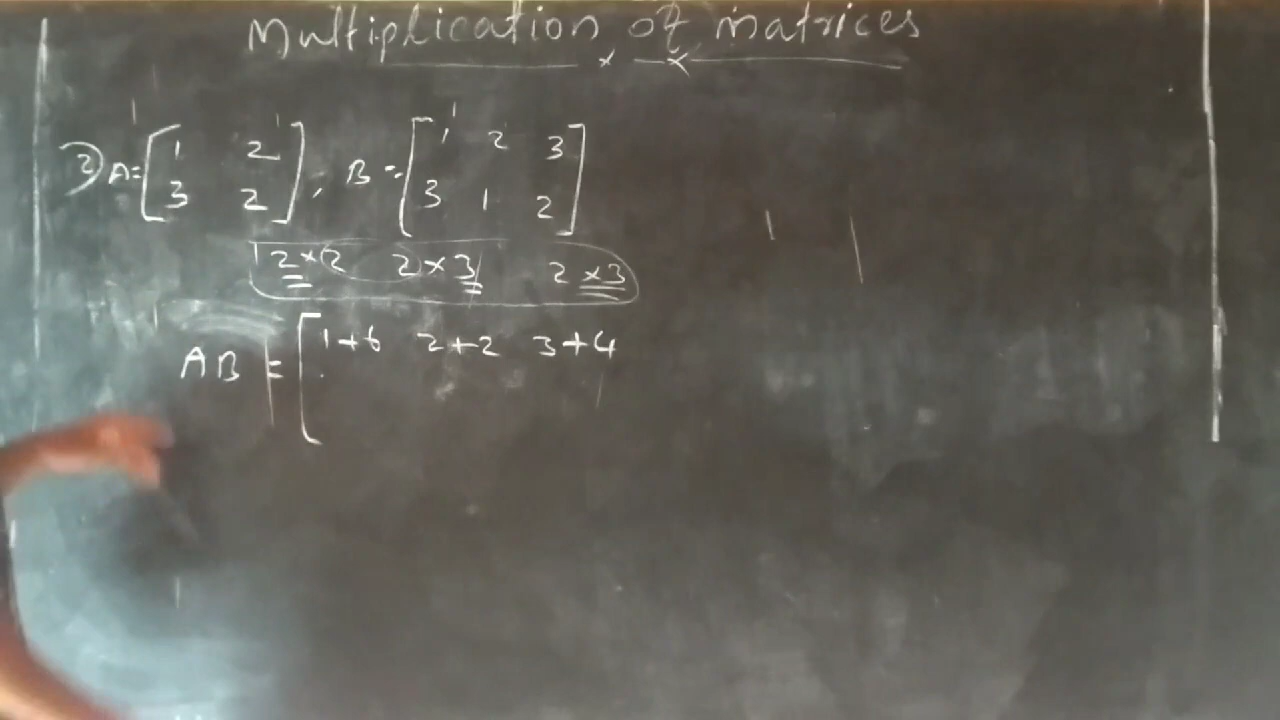 Multiplication of matrices
2) A = [ 1 2 , B = [ 1 2 3
3 2 ] 3 1 2 ]
2×2 2×3 2×3
AB = [ 1+6 2+2 3+4